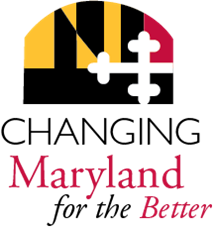 CHANGING
Maryland
for the Better